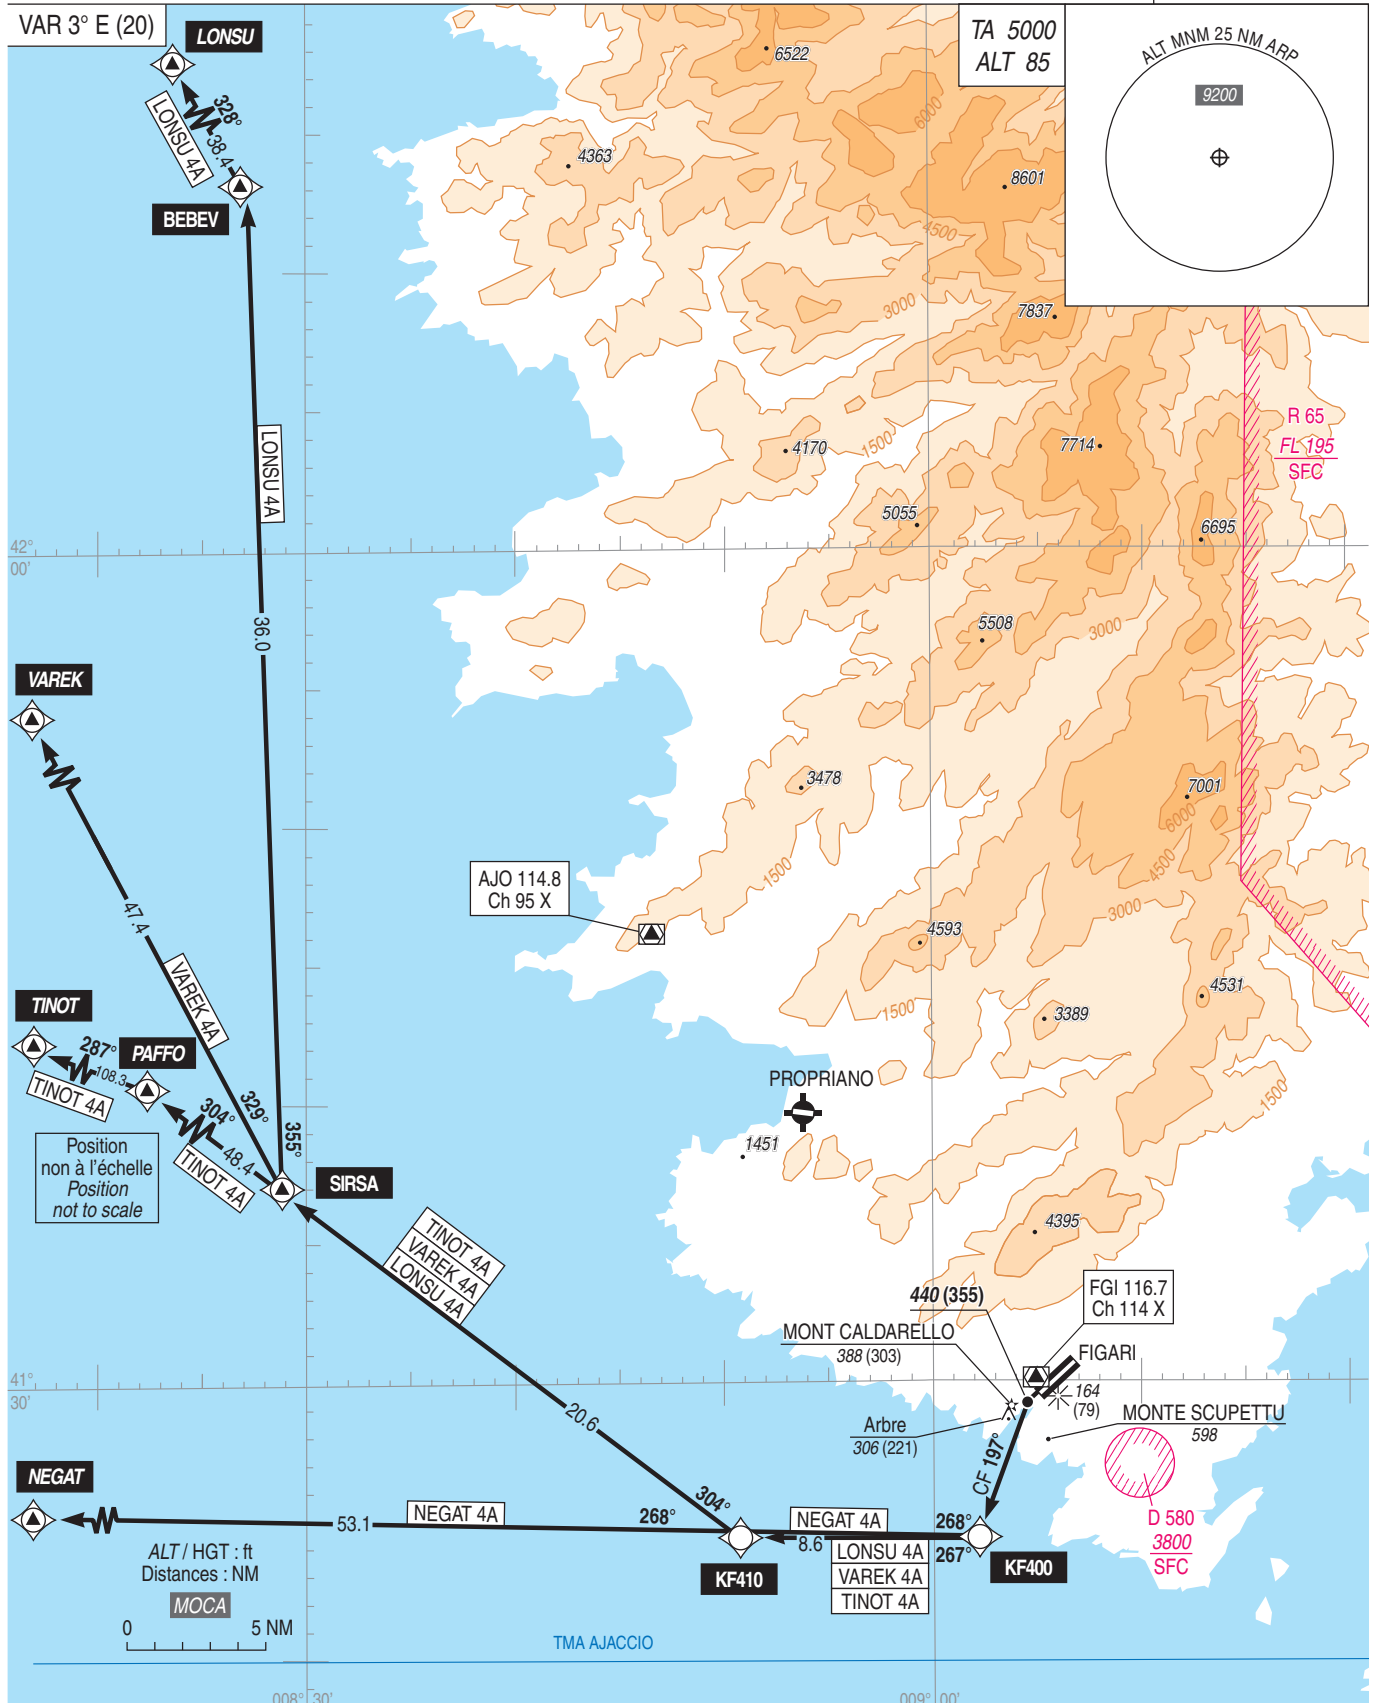 VAR 3° E (20)
LONSU
TA 5000
ALT 85
ALT MNM 25 NM ARP
9200
6522
6000
328°
38.4
LONSU 4A
4363
8601
BEBEV
4500
3000
7837
R 65
FL 195
SFC
LONSU 4A
4170
1500
7714
5055
6695
42°
00'
36.0
5508
3000
VAREK
3478
7001
6000
4500
1500
AJO 114.8
Ch 95 X
3000
47.4
4593
VAREK 4A
4531
1500
3389
TINOT
287°
PAFFO
108.3
TINOT 4A
PROPRIANO
1500
304°
329°
355°
48.4
TINOT 4A
1451
Position
non à l'échelle
Position
not to scale
SIRSA
4395
TINOT 4A
VAREK 4A
LONSU 4A
440 (355)
FGI 116.7
Ch 114 X
MONT CALDARELLO
388 (303)
FIGARI
41°
30'
164
(79)
20.6
Arbre
306 (221)
MONTE SCUPETTU
598
CF 197°
NEGAT
304°
NEGAT 4A
268°
NEGAT 4A
268°
53.1
8.6
D 580
3800
SFC
ALT / HGT : ft
Distances : NM
MOCA
0 5 NM
KF410
LONSU 4A
VAREK 4A
TINOT 4A
267°
KF400
TMA AJACCIO
008° 30'
009° 00'